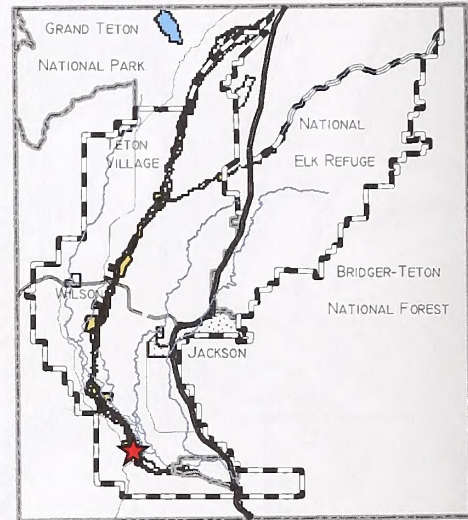 GRAND TETON
NATIONAL PARK
TETON
VILLAGE
NATIONAL
ELK REFUGE
WILSON
BRIDGER-TETON
NATIONAL FOREST
JACKSON